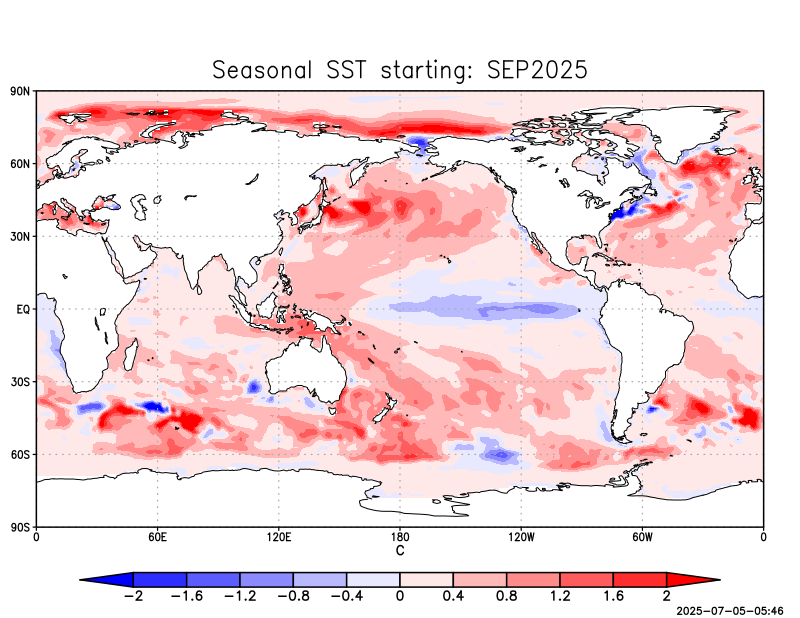 Seasonal SST starting: SEP2025
90N
60N
30N
EQ
30S
60S
90S
0 60E 120E 180 120W 60W 0
C
−2 −1.6 −1.2 −0.8 −0.4 0 0.4 0.8 1.2 1.6 2
2025-07-05-05:46